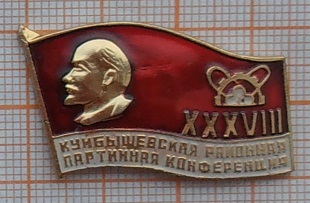 XXXVIII
КУЙБЫШЕВСКАЯ РАЙОННАЯ
ПАРТИЙНАЯ КОНФЕРЕНЦИЯ